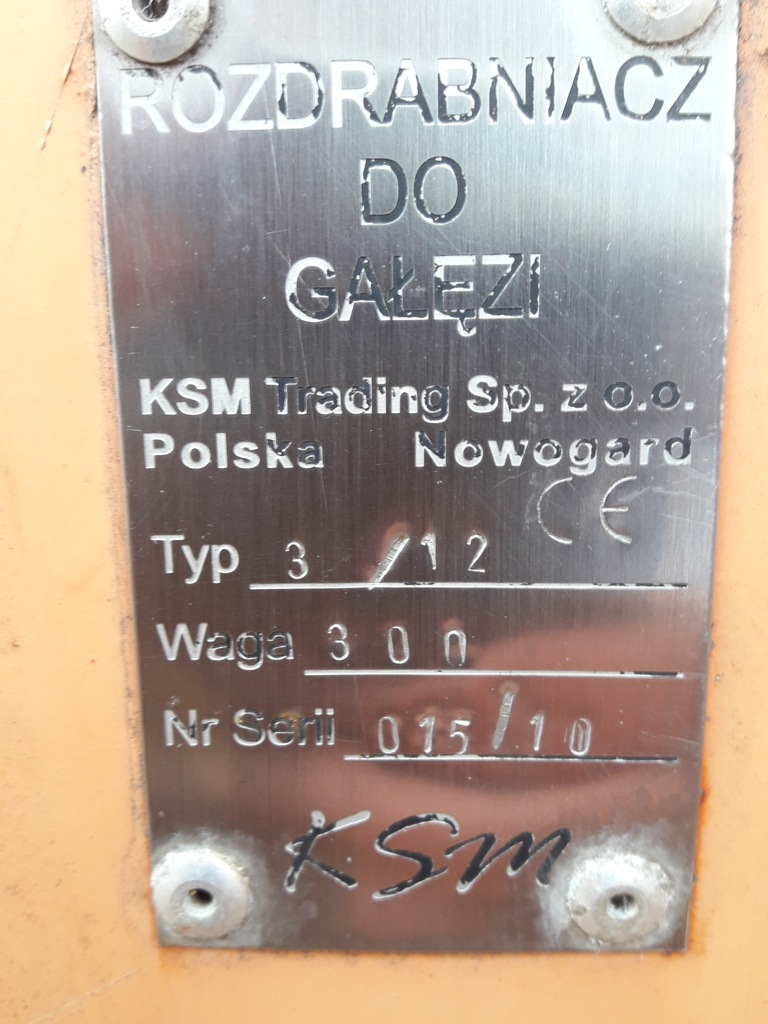 ROZDRABNIACZ
DO
GAŁĘZI
KSM Trading Sp. z o.o.
Polska Nowogard
CE
Typ 3/12
Waga 300
Nr Serii 015/10
KSM